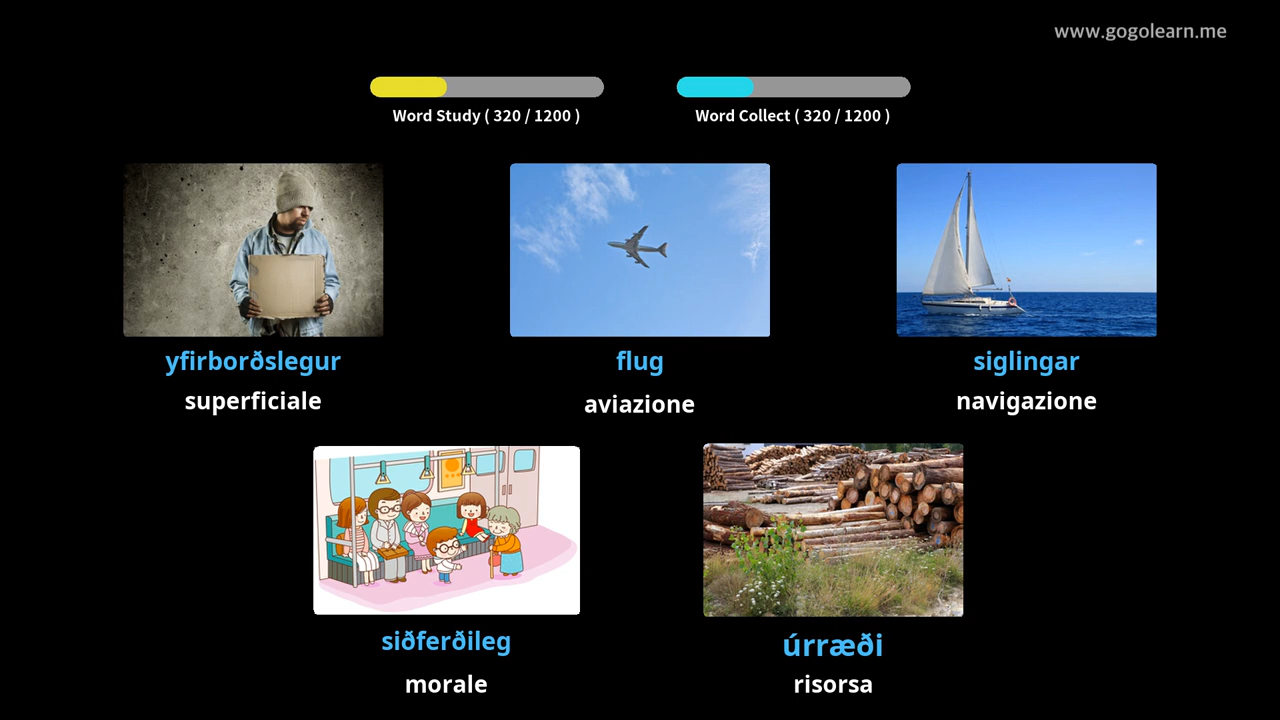 www.gogolearn.me
Word Study ( 320 / 1200 )
Word Collect ( 320 / 1200 )
yfirborðslegur
superficiale
flug
aviazione
siglingar
navigazione
siðferðileg
morale
úrræði
risorsa